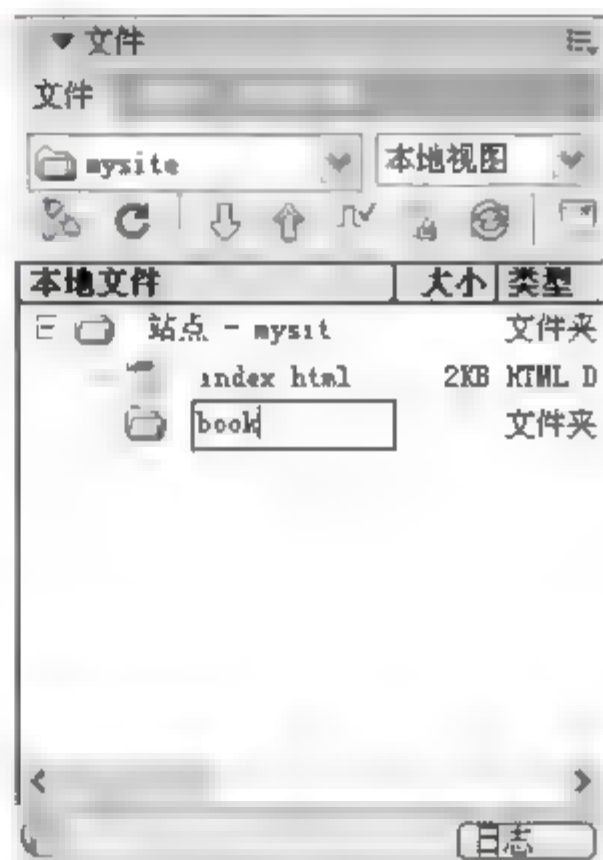 文件
文件
mysite 本地视图
本地文件 大小 类型
站点 - mysit 文件夹
index html 2KB HTML D
book 文件夹
日志